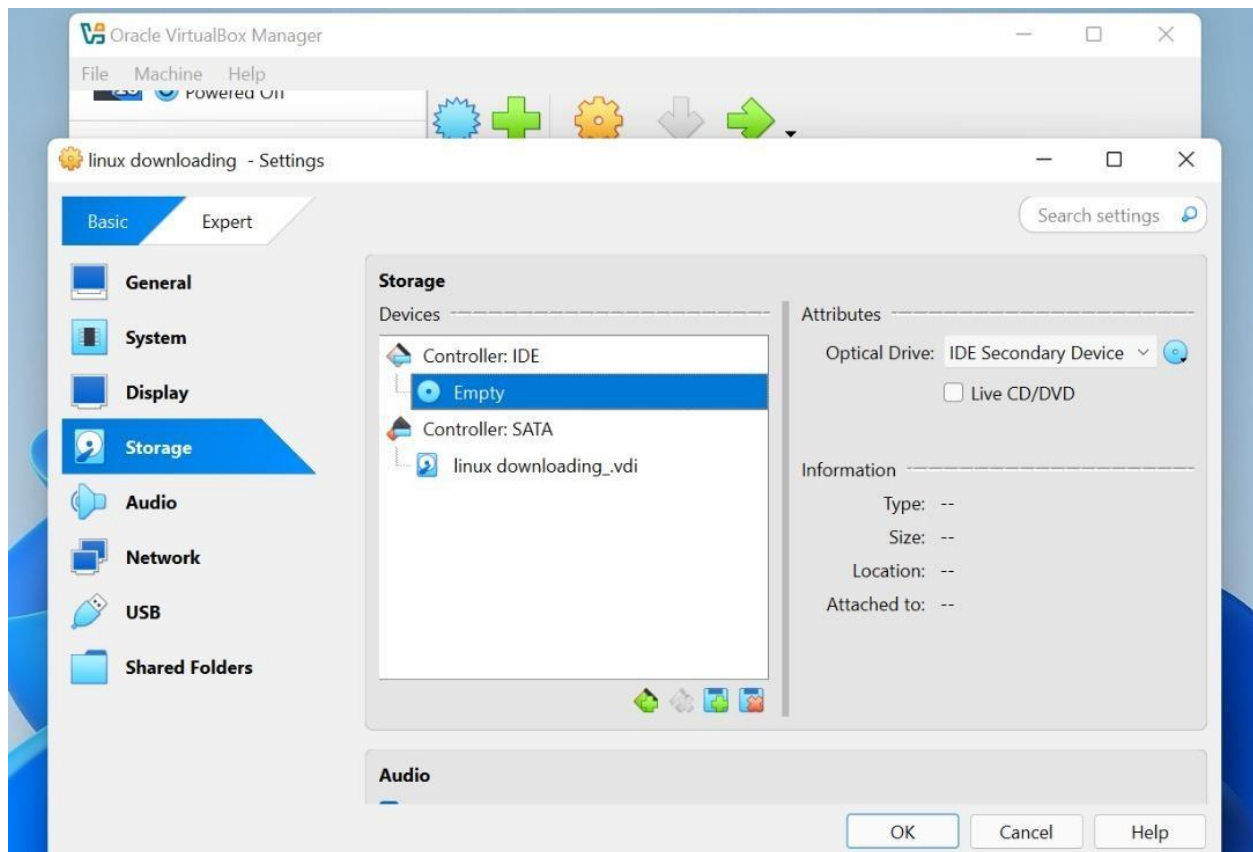 Oracle VirtualBox Manager
File Machine Help
Powered Off
linux downloading - Settings
Basic Expert
Search settings
General
System
Display
Storage
Audio
Network
USB
Shared Folders
Storage
Devices
Controller: IDE
Empty
Controller: SATA
linux downloading_.vdi
Attributes
Optical Drive: IDE Secondary Device
Live CD/DVD
Information
Type: --
Size: --
Location: --
Attached to: --
Audio
OK Cancel Help